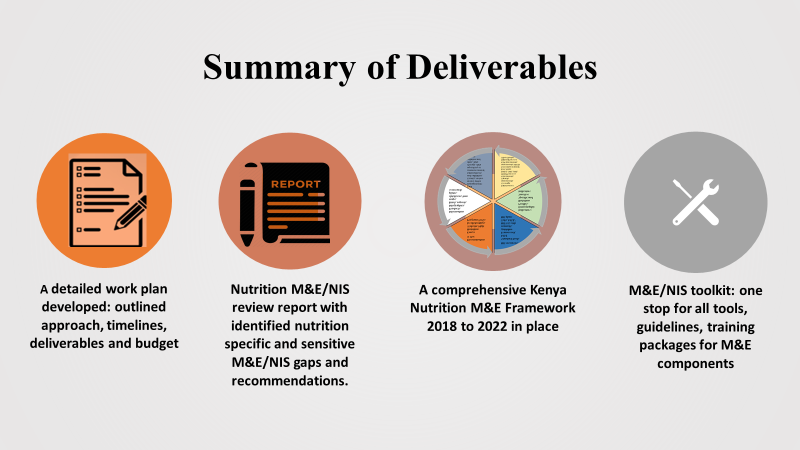 Summary of Deliverables
REPORT
A detailed work plan
developed: outlined
approach, timelines,
deliverables and budget
Nutrition M&E/NIS
review report with
identified nutrition
specific and sensitive
M&E/NIS gaps and
recommendations.
A comprehensive Kenya
Nutrition M&E Framework
2018 to 2022 in place
M&E/NIS toolkit: one
stop for all tools,
guidelines, training
packages for M&E
components